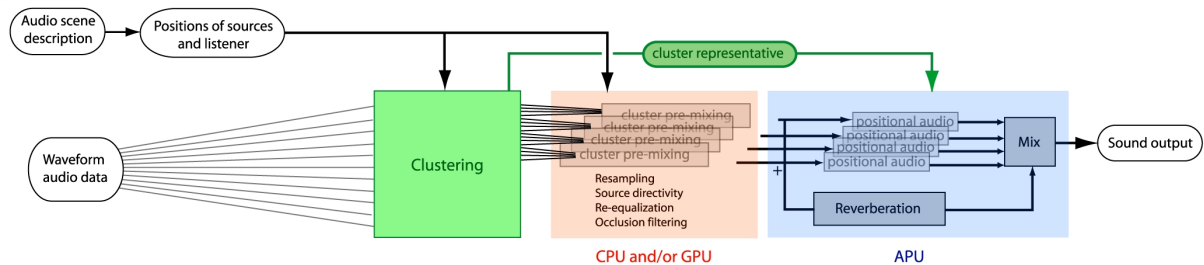 Audio scene
description
Positions of sources
and listener
cluster representative
Waveform
audio data
Clustering
cluster pre-mixing
cluster pre-mixing
cluster pre-mixing
cluster pre-mixing
Resampling
Source directivity
Re-equalization
Occlusion filtering
CPU and/or GPU
positional audio
positional audio
positional audio
positional audio
+
Reverberation
Mix
APU
Sound output